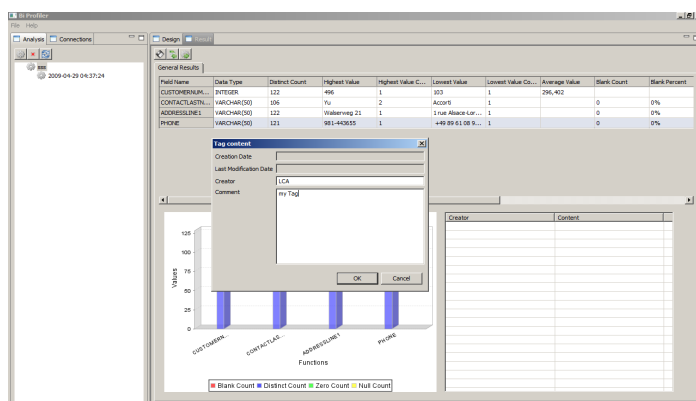 Bi Profiler
File Help
Analysis Connections
Design Result
sss
2009-04-29 04:37:24
General Results
Field Name Data Type Distinct Count Highest Value Highest Value C... Lowest Value Lowest Value Co... Average Value Blank Count Blank Percent
CUSTOMERNUM... INTEGER 122 496 1 103 1 296,402
CONTACTLASTN... VARCHAR(50) 106 Yu 2 Accorti 1 0 0%
ADDRESSLINE1 VARCHAR(50) 122 Walserweg 21 1 1 rue Alsace-Lor... 1 0 0%
PHONE VARCHAR(50) 121 981-443655 1 +49 89 61 08 9... 1 0 0%
Tag content
Creation Date
Last Modification Date
Creator LCA
Comment my Tag
OK Cancel
Creator Content
Values
125
100
75
50
25
0
CUSTOMERN... CONTACTLAS... ADDRESSLINE1 PHONE
Functions
Blank Count Distinct Count Zero Count Null Count